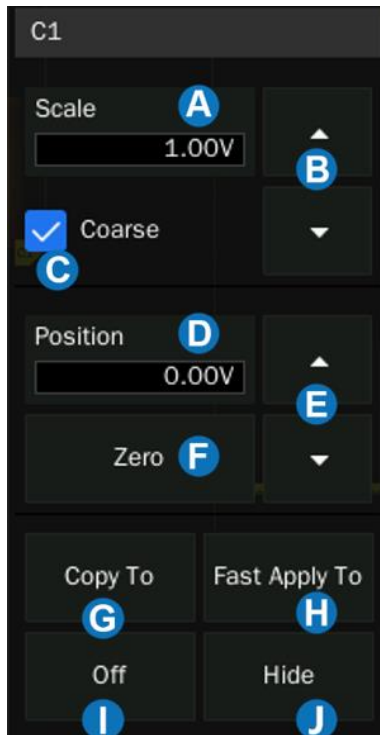 C1
Scale A
1.00V
B
Coarse
C
Position D
0.00V
E
Zero F
Copy To Fast Apply To
G H
Off Hide
I J